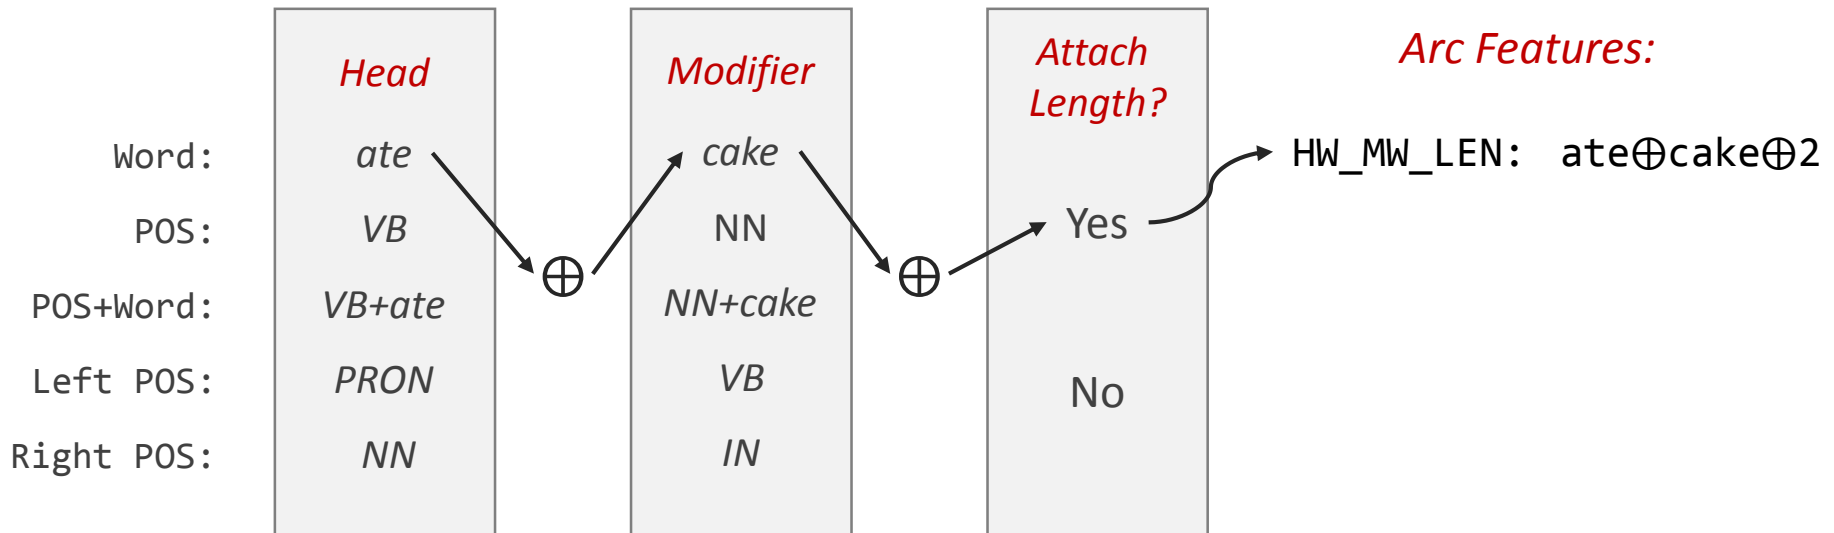 Head Modifier Attach Length? Arc Features:
Word: ate cake HW_MW_LEN: ate⊕cake⊕2
POS: VB NN Yes
⊕ ⊕
POS+Word: VB+ate NN+cake
Left POS: PRON VB No
Right POS: NN IN